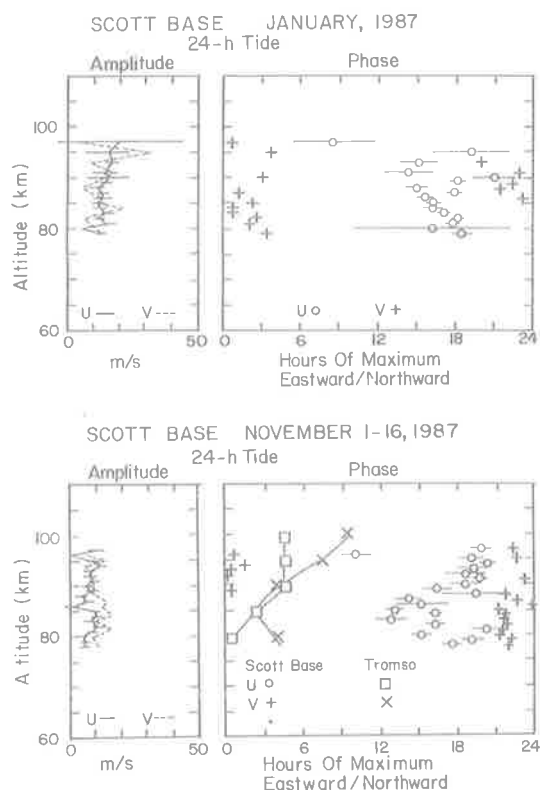 SCOTT BASE JANUARY, 1987
24-h Tide
Amplitude Phase
100
80
60
Altitude (km)
U V
U V
0 50
0 6 12 18 24
m/s
Hours Of Maximum
Eastward/Northward
SCOTT BASE NOVEMBER 1-16, 1987
24-h Tide
Amplitude Phase
100
80
60
Altitude (km)
Scott Base Tromso
U
V
U V
0 50
0 6 12 18 24
m/s
Hours Of Maximum
Eastward/Northward